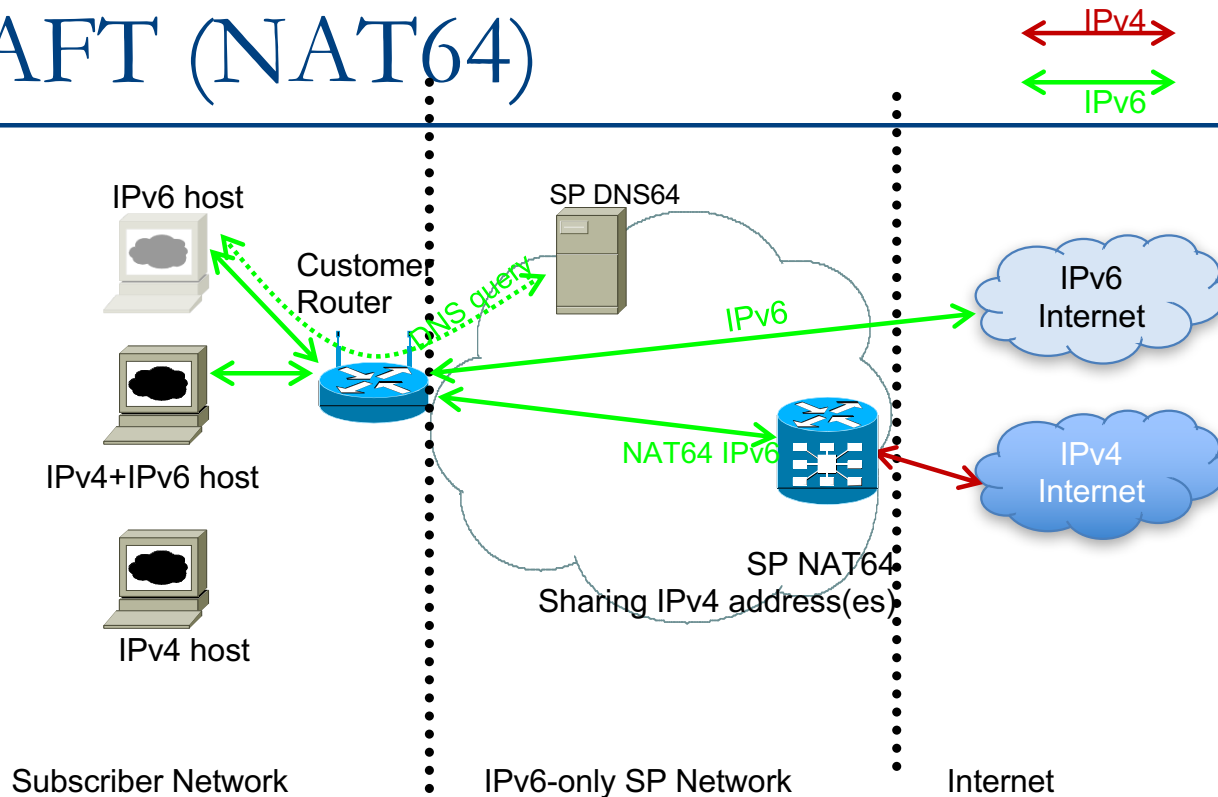 AFT (NAT64)
IPv4
IPv6
IPv6 host
SP DNS64
Customer
Router
DNS query
IPv6
IPv6
Internet
IPv4+IPv6 host
NAT64 IPv6
IPv4
Internet
SP NAT64
Sharing IPv4 address(es)
IPv4 host
Subscriber Network
IPv6-only SP Network
Internet